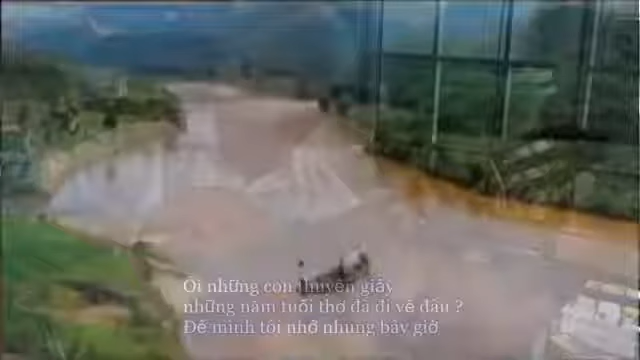 Ôi những con thuyền giấy
những năm tuổi thơ đã đi về đâu ?
Để mình tôi nhớ nhung bây giờ